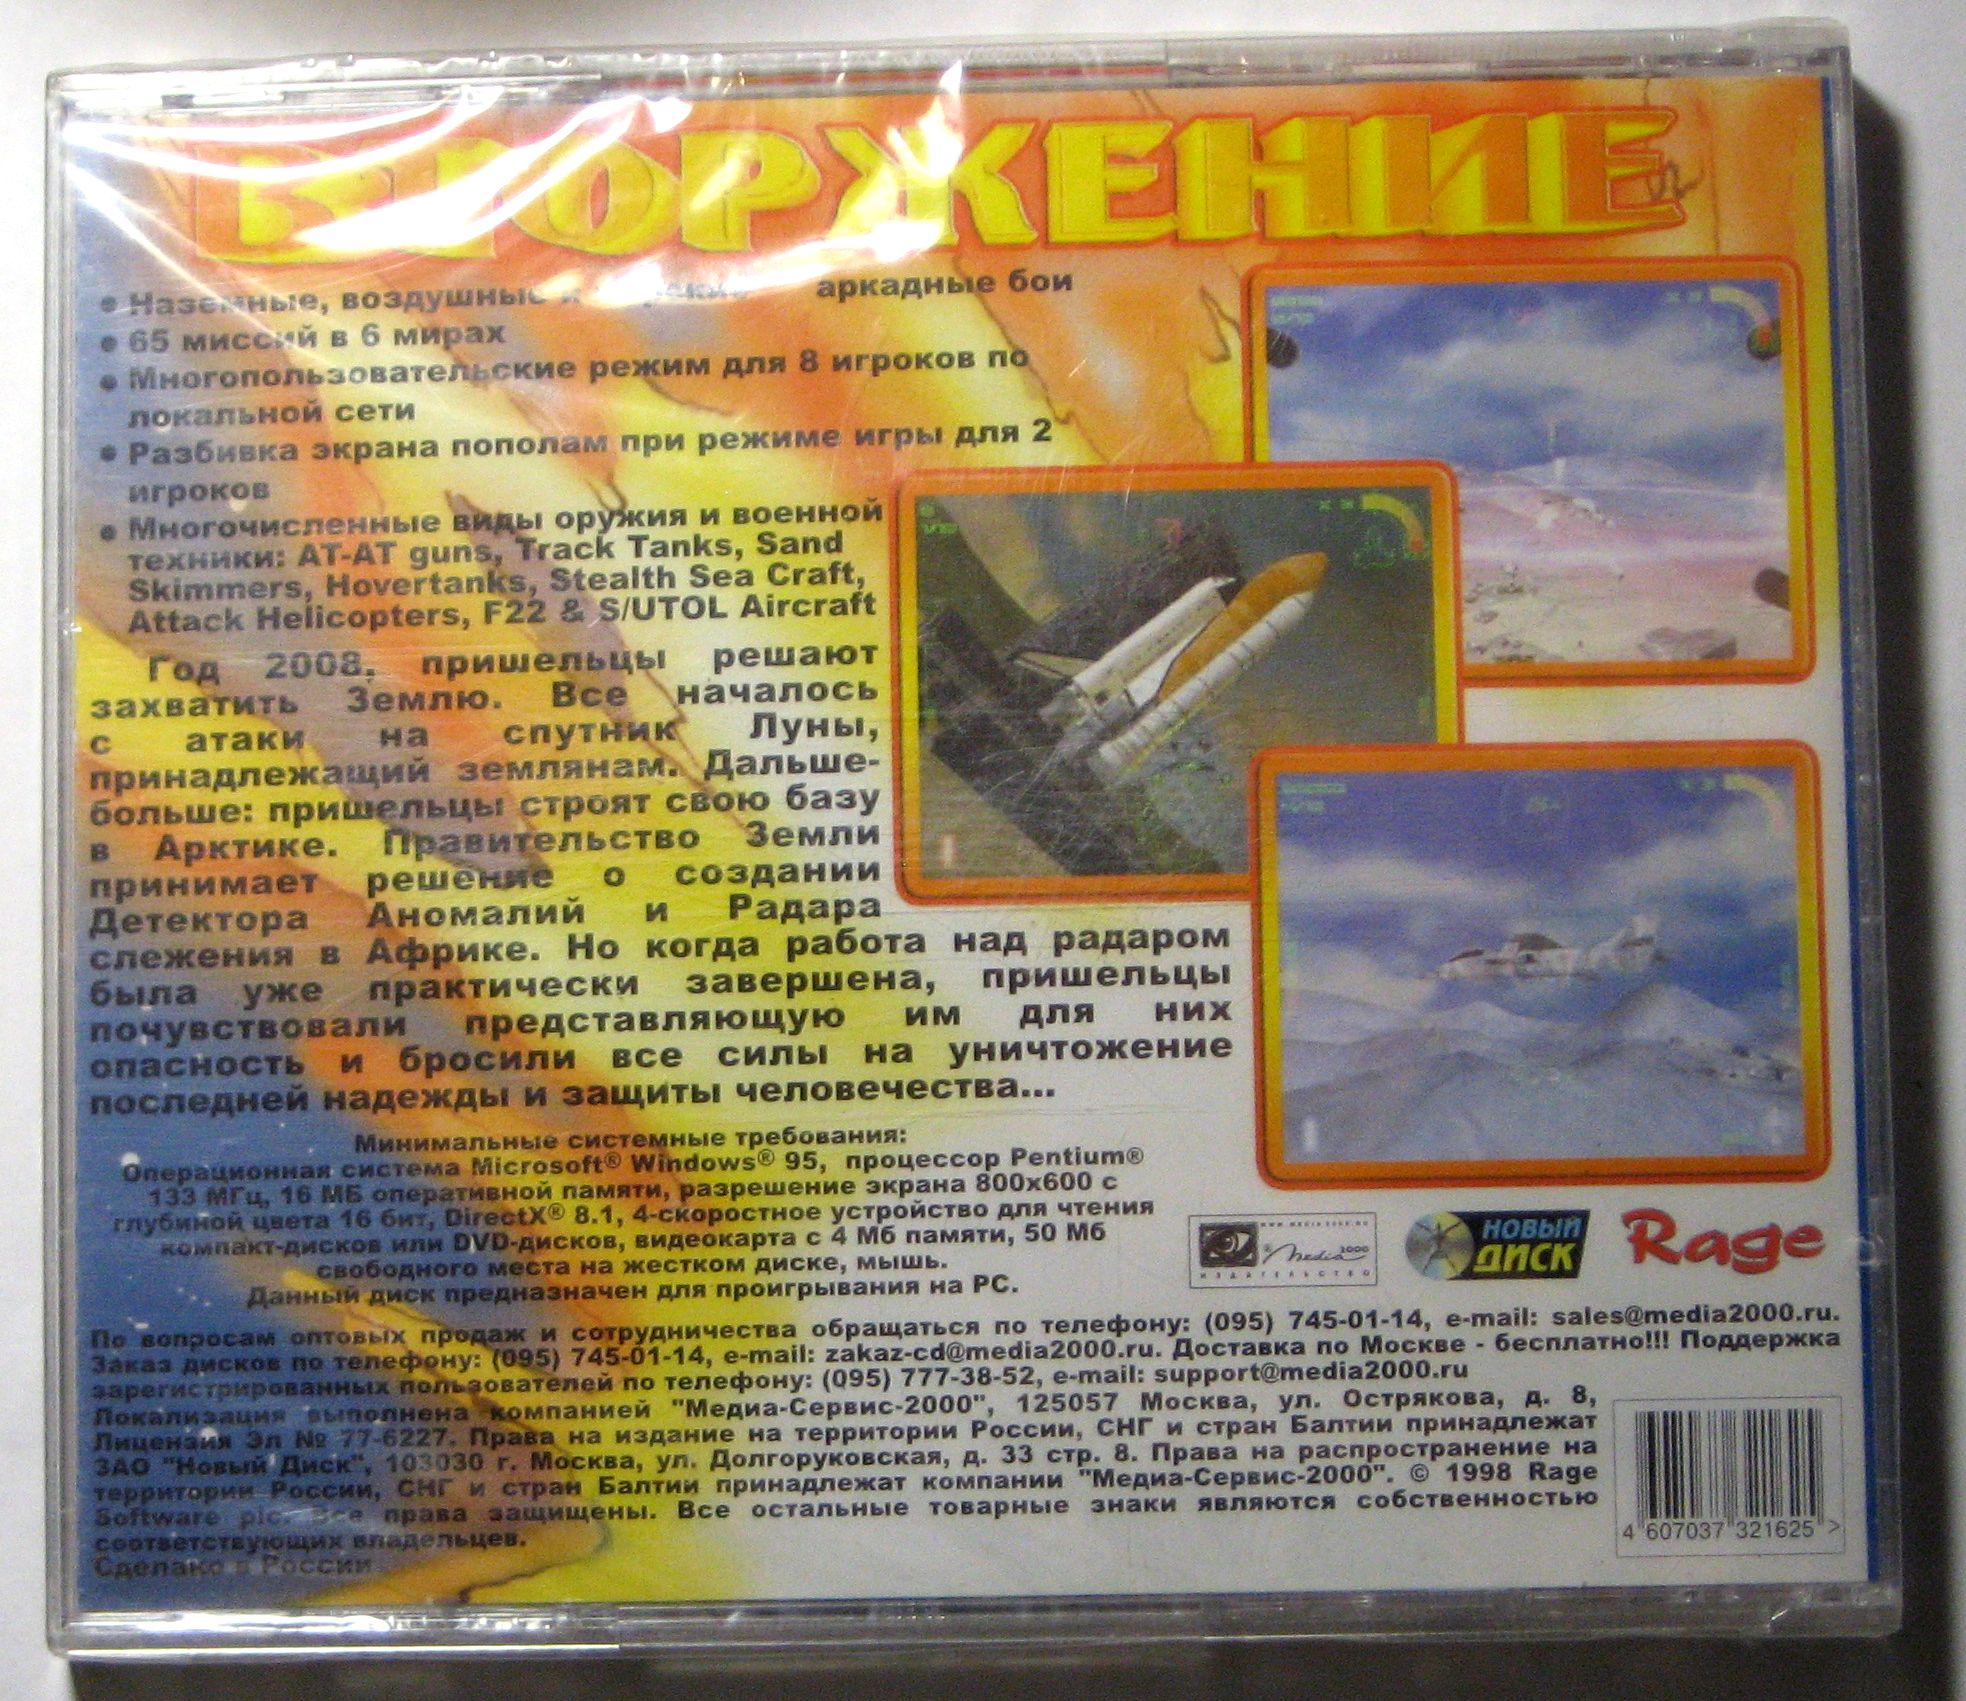 ВТОРЖЕНИЕ
• Наземные, воздушные и аркадные бои
• 65 миссий в 6 мирах
• Многопользовательские режим для 8 игроков по
локальной сети
• Разбивка экрана пополам при режиме игры для 2
игроков
• Многочисленные виды оружия и военной
техники: AT-AT guns, Track Tanks, Sand
Skimmers, Hovertanks, Stealth Sea Craft,
Attack Helicopters, F22 & S/UTOL Aircraft
Год 2008, пришельцы решают
захватить Землю. Все началось
с атаки на спутник Луны,
принадлежащий землянам. Дальше-
больше: пришельцы строят свою базу
в Арктике. Правительство Земли
принимает решение о создании
Детектора Аномалий и Радара
слежения в Африке. Но когда работа над радаром
была уже практически завершена, пришельцы
почувствовали представляющую им для них
опасность и бросили все силы на уничтожение
последней надежды и защиты человечества...
Минимальные системные требования:
Операционная система Microsoft® Windows® 95, процессор Pentium®
133 МГц, 16 МБ оперативной памяти, разрешение экрана 800x600 с
глубиной цвета 16 бит, DirectX® 8.1, 4-скоростное устройство для чтения
компакт-дисков или DVD-дисков, видеокарта с 4 Мб памяти, 50 Мб
свободного места на жестком диске, мышь.
Данный диск предназначен для проигрывания на PC.
WWW.MEDIA2000.RU
® Media 2000
ИЗДАТЕЛЬСТВО
НОВЫЙ
ДИСК
Rage
По вопросам оптовых продаж и сотрудничества обращаться по телефону: (095) 745-01-14, e-mail: sales@media2000.ru.
Заказ дисков по телефону: (095) 745-01-14, e-mail: zakaz-cd@media2000.ru. Доставка по Москве - бесплатно!!! Поддержка
зарегистрированных пользователей по телефону: (095) 777-38-52, e-mail: support@media2000.ru
Локализация выполнена компанией "Медиа-Сервис-2000", 125057 Москва, ул. Острякова, д. 8,
Лицензия Эл № 77-6227. Права на издание на территории России, СНГ и стран Балтии принадлежат
ЗАО "Новый Диск", 103030 г. Москва, ул. Долгоруковская, д. 33 стр. 8. Права на распространение на
территории России, СНГ и стран Балтии принадлежат компании "Медиа-Сервис-2000". © 1998 Rage
Software plc. Все права защищены. Все остальные товарные знаки являются собственностью
соответствующих владельцев.
Сделано в России
4 607037 321625 >